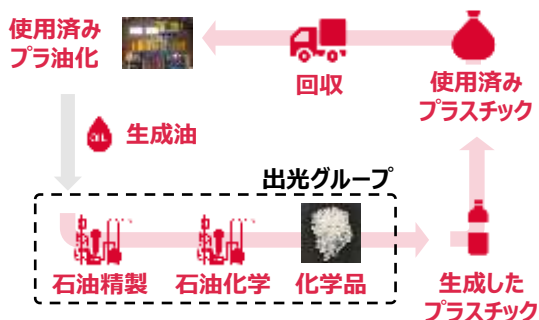 使用済み
プラ油化
回収
使用済み
プラスチック
OIL
生成油
出光グループ
石油精製
石油化学
化学品
生成した
プラスチック